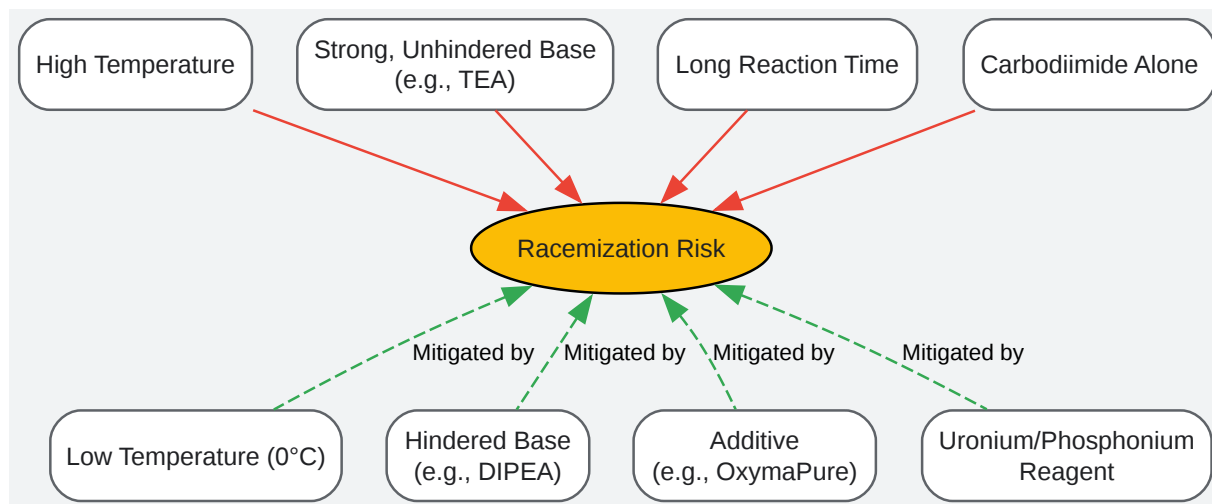 High Temperature
Strong, Unhindered Base
(e.g., TEA)
Long Reaction Time
Carbodiimide Alone
Racemization Risk
Mitigated by
Mitigated by
Mitigated by
Mitigated by
Low Temperature (0°C)
Hindered Base
(e.g., DIPEA)
Additive
(e.g., OxymaPure)
Uronium/Phosphonium
Reagent